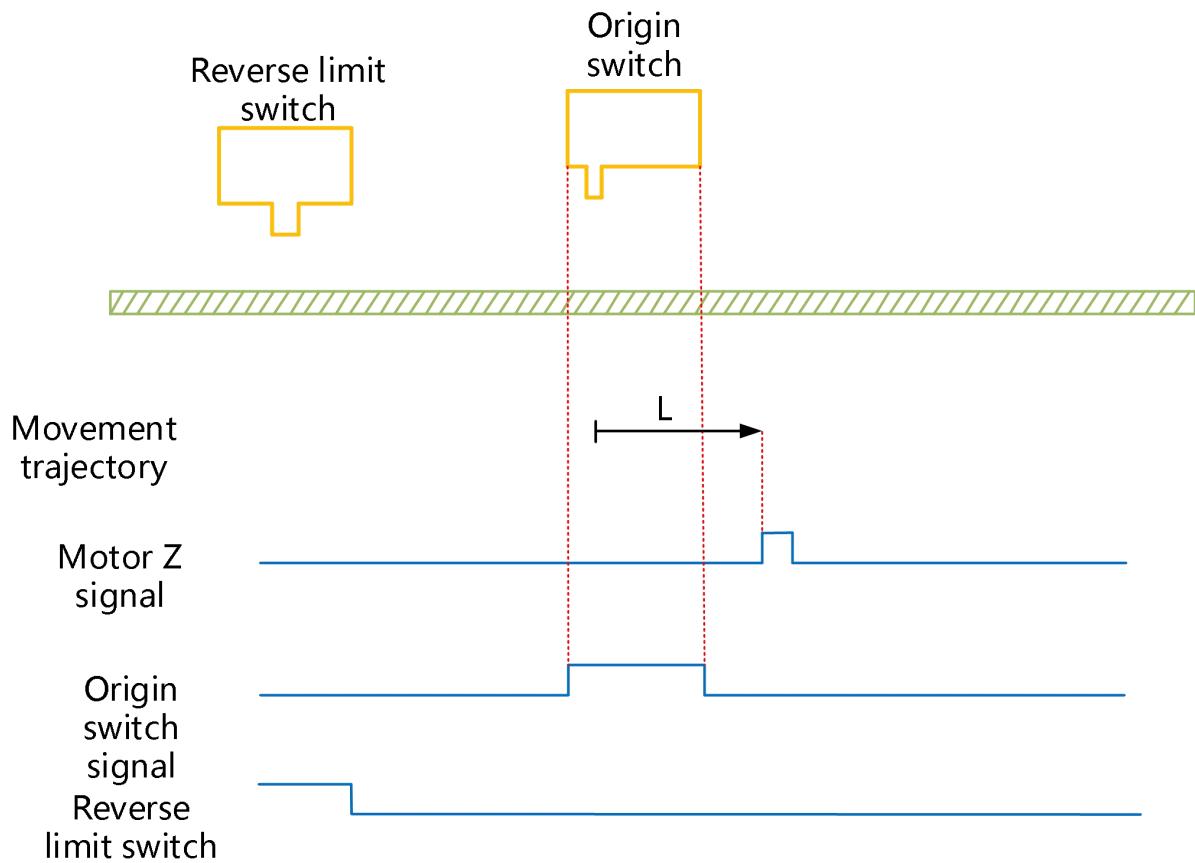 Origin
switch
Reverse limit
switch
L
Movement
trajectory
Motor Z
signal
Origin
switch
signal
Reverse
limit switch